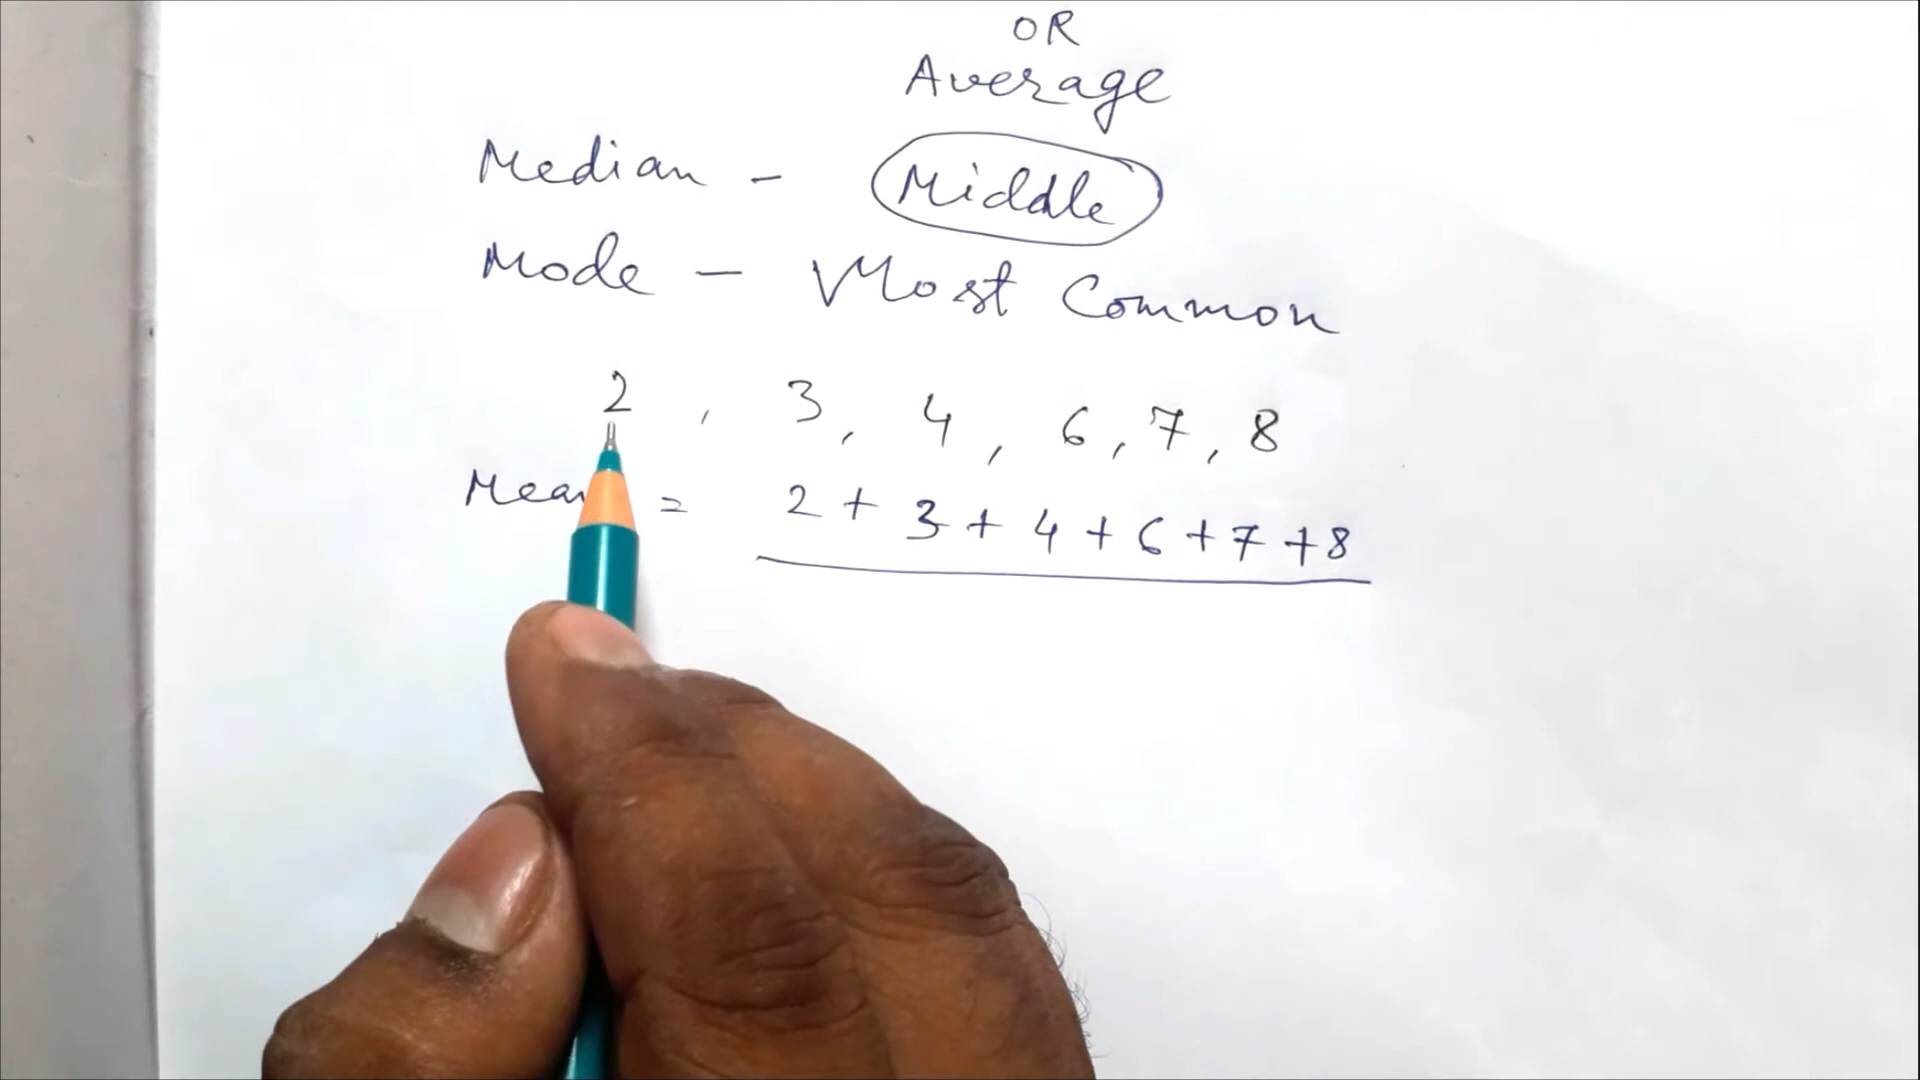 OR
Average
Median - Middle
Mode - Most Common
2, 3, 4, 6, 7, 8
Mean = 2 + 3 + 4 + 6 + 7 + 8